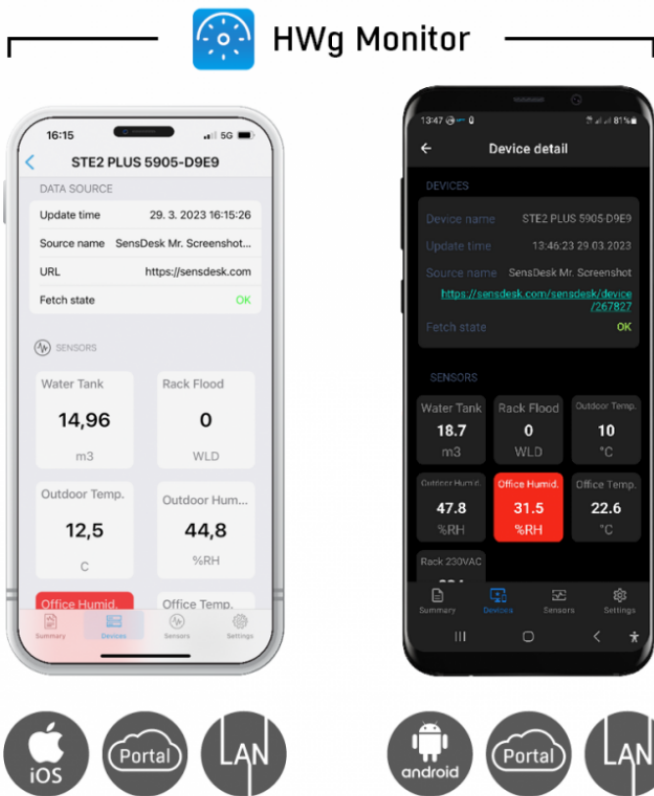 HWg Monitor
16:15
5G
STE2 PLUS 5905-D9E9
DATA SOURCE
Update time 29. 3. 2023 16:15:26
Source name SensDesk Mr. Screenshot...
URL https://sensdesk.com
Fetch state OK
SENSORS
Water Tank Rack Flood
14,96 0
m3 WLD
Outdoor Temp. Outdoor Hum...
12,5 44,8
C %RH
Office Humid. Office Temp.
Summary Devices Sensors Settings
13:47 81%
Device detail
DEVICES
Device name STE2 PLUS 5905-D9E9
Update time 13:46:23 29.03.2023
Source name SensDesk Mr. Screenshot
https://sensdesk.com/sensdesk/device
/267827
Fetch state OK
SENSORS
Water Tank Rack Flood Outdoor Temp.
18.7 0 10
m3 WLD °C
Outdoor Humid. Office Humid. Office Temp.
47.8 31.5 22.6
%RH %RH °C
Rack 230VAC
Summary Devices Sensors Settings
iOS Portal LAN
android Portal LAN